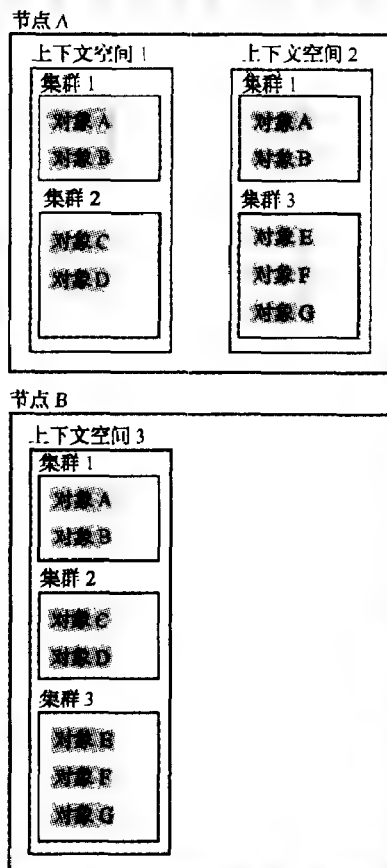 节点 A
上下文空间 1
集群 1
对象 A
对象 B
集群 2
对象 C
对象 D
上下文空间 2
集群 1
对象 A
对象 B
集群 3
对象 E
对象 F
对象 G
节点 B
上下文空间 3
集群 1
对象 A
对象 B
集群 2
对象 C
对象 D
集群 3
对象 E
对象 F
对象 G